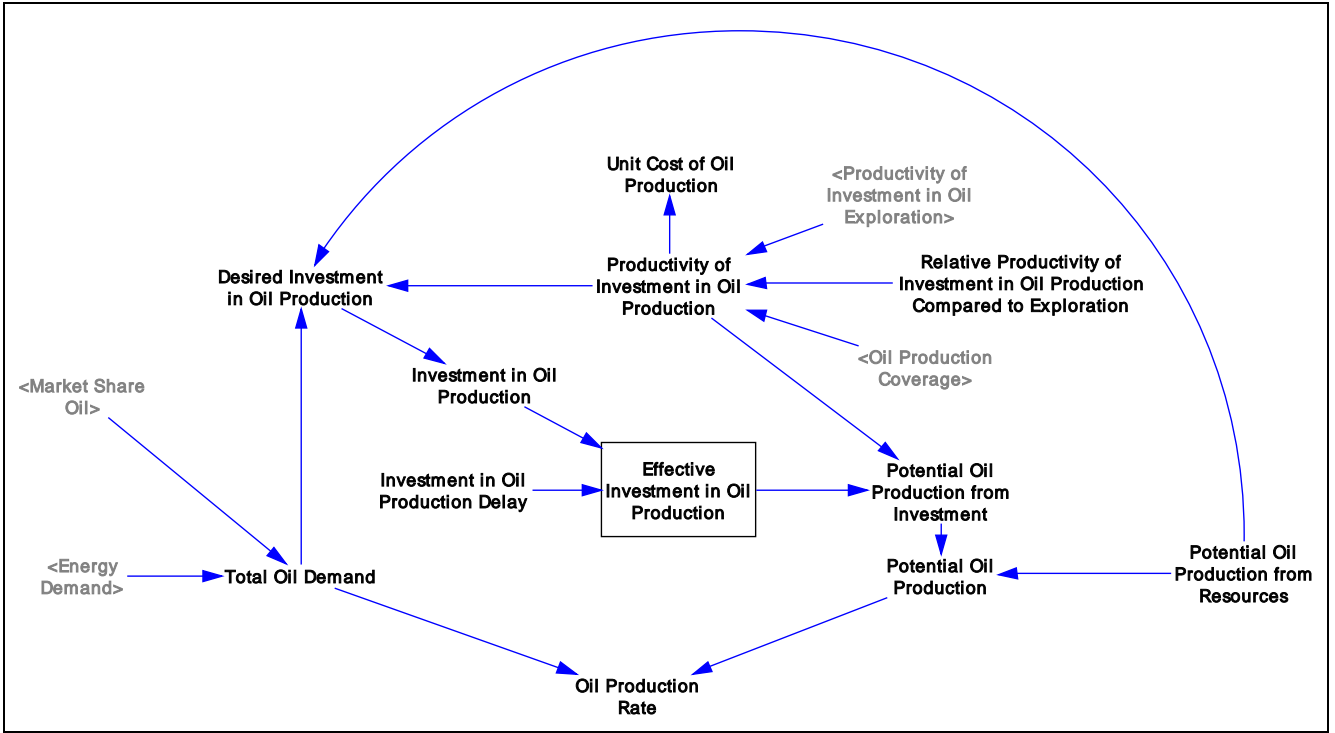 Unit Cost of Oil
Production
<Productivity of
Investment in Oil
Exploration>
Desired Investment
in Oil Production
Productivity of
Investment in Oil
Production
Relative Productivity of
Investment in Oil Production
Compared to Exploration
<Oil Production
Coverage>
<Market Share
Oil>
Investment in Oil
Production
Investment in Oil
Production Delay
Effective
Investment in Oil
Production
Potential Oil
Production from
Investment
<Energy
Demand>
Total Oil Demand
Potential Oil
Production
Potential Oil
Production from
Resources
Oil Production
Rate